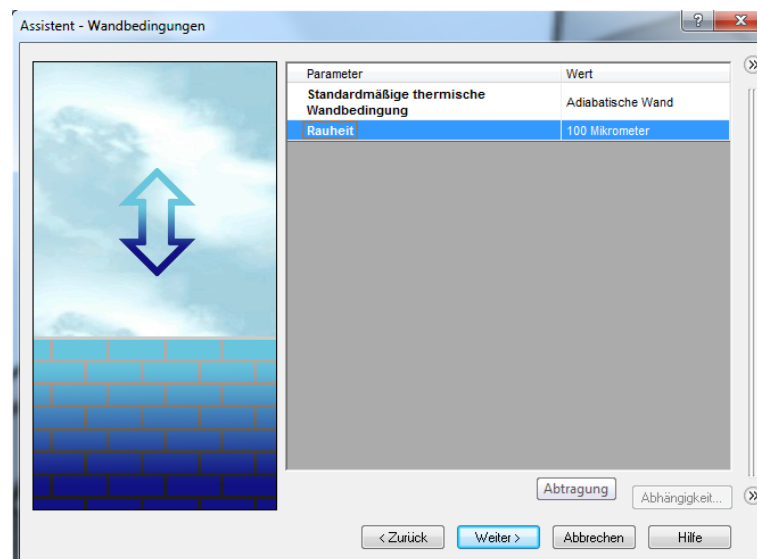 Assistent - Wandbedingungen
Parameter Wert
Standardmäßige thermische
Wandbedingung Adiabatische Wand
Rauheit 100 Mikrometer
Abtragung
Abhängigkeit...
< Zurück Weiter > Abbrechen Hilfe